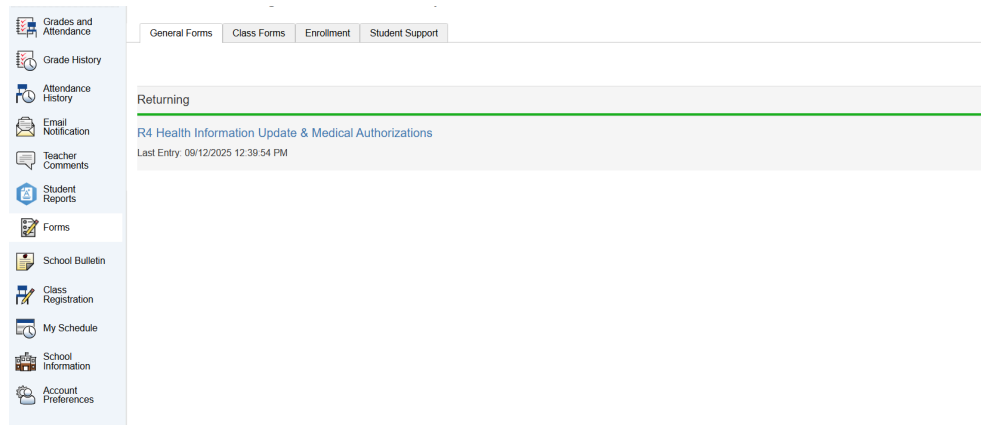 Grades and
Attendance
Grade History
Attendance
History
Email
Notification
Teacher
Comments
Student
Reports
Forms
School Bulletin
Class
Registration
My Schedule
School
Information
Account
Preferences
General Forms Class Forms Enrollment Student Support
Returning
R4 Health Information Update & Medical Authorizations
Last Entry: 09/12/2025 12:39:54 PM